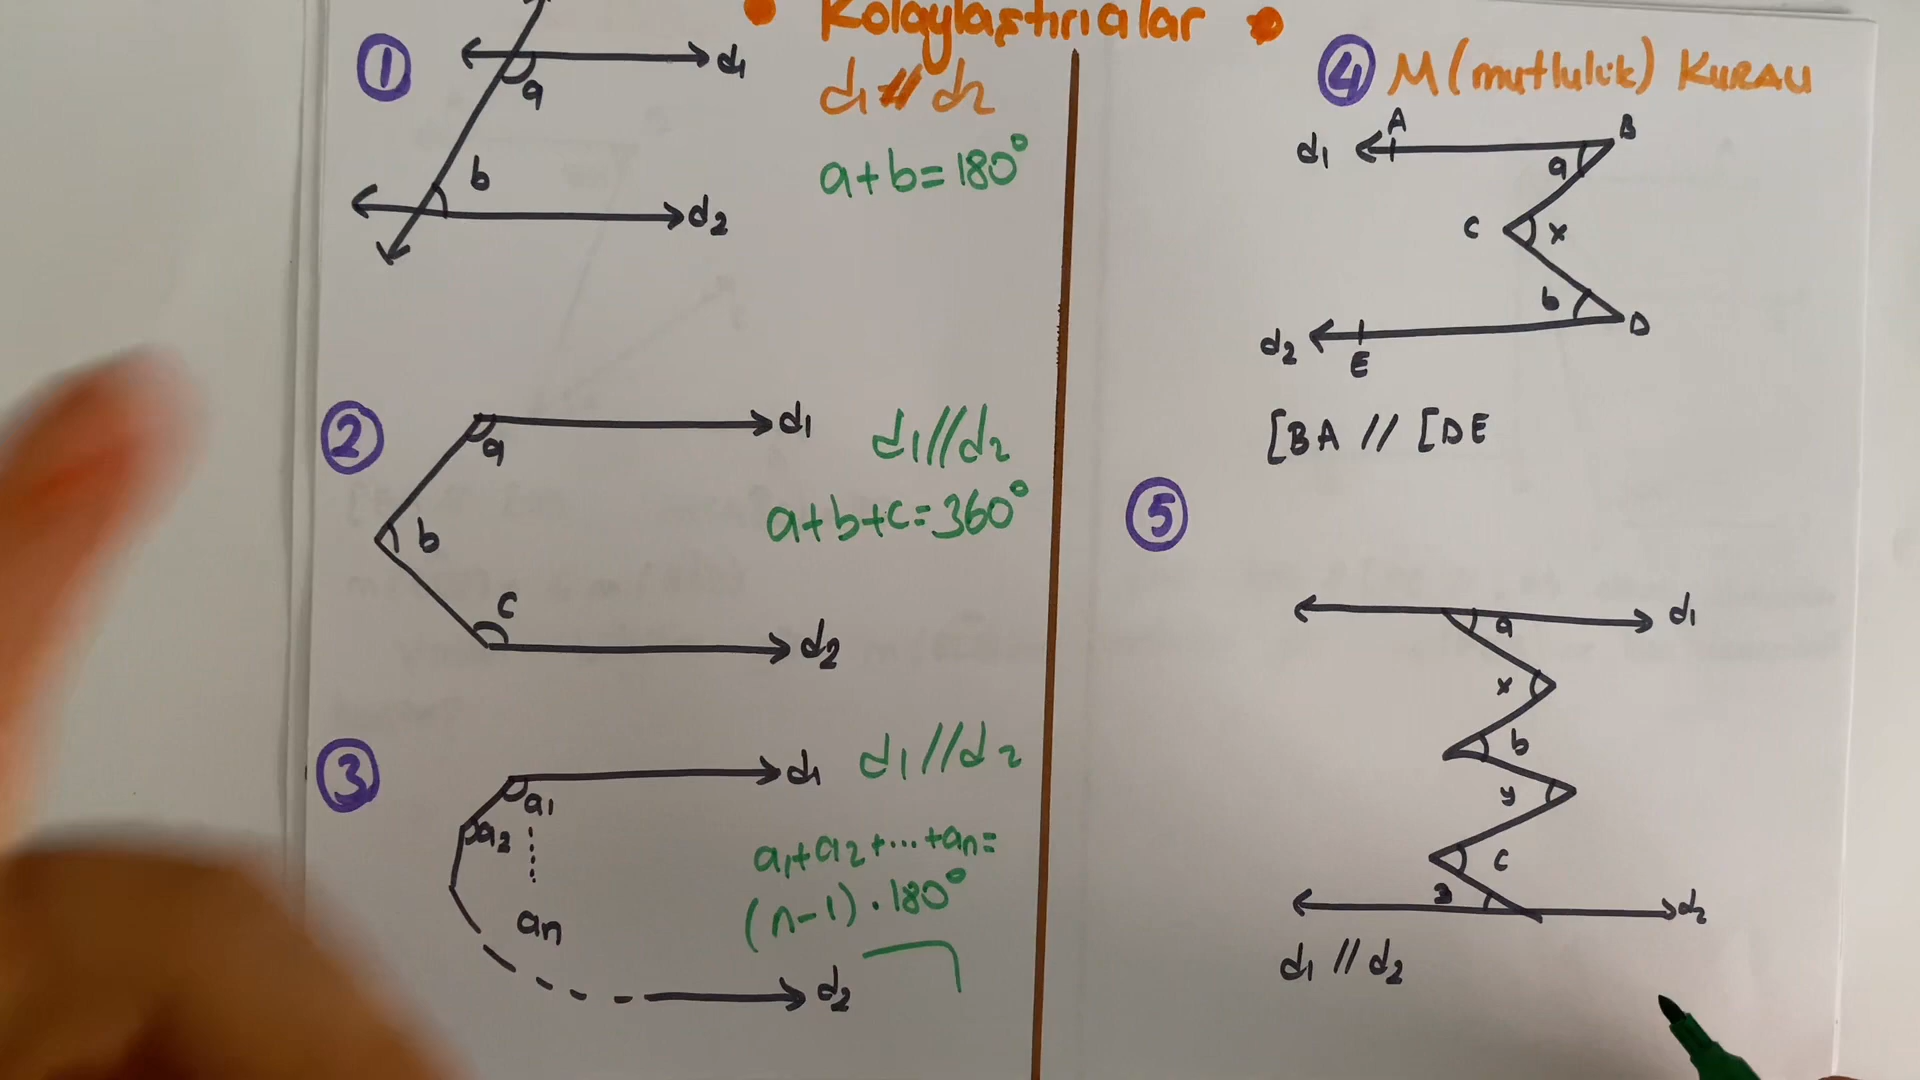 Kolaylaştırıcılar
1
d1
a
b
d2
d1 // d2
a+b=180°
2
a
d1
b
c
d2
d1//d2
a+b+c=360°
3
d1
a1
a2
an
d2
d1//d2
a1+a2+...+an=
(n-1).180°
4 M (mutluluk) KURALI
A
B
d1
a
C
x
b
D
d2
E
[BA // [DE
5
d1
a
x
b
y
c
d2
d1 // d2